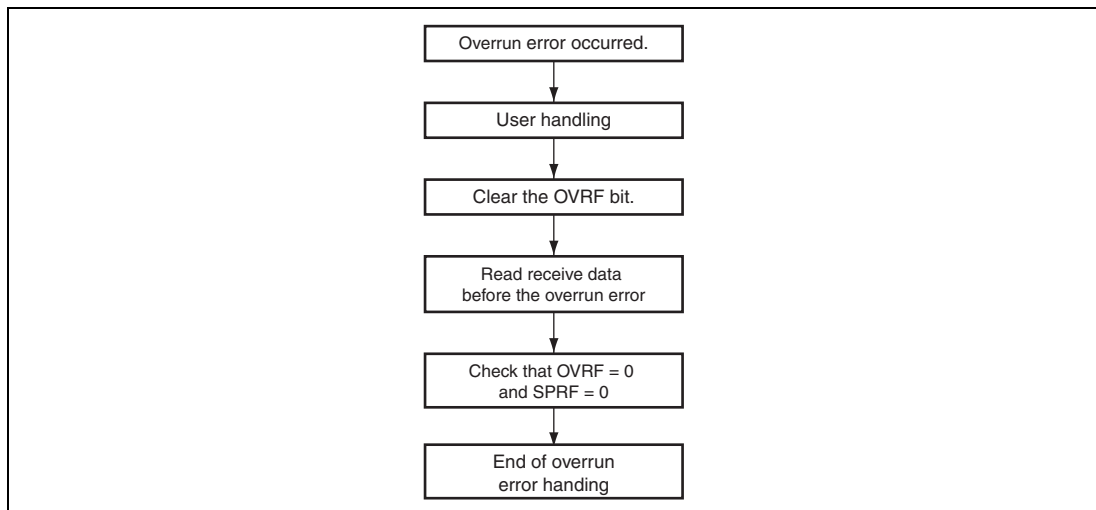 Overrun error occurred.
User handling
Clear the OVRF bit.
Read receive data
before the overrun error
Check that OVRF = 0
and SPRF = 0
End of overrun
error handing